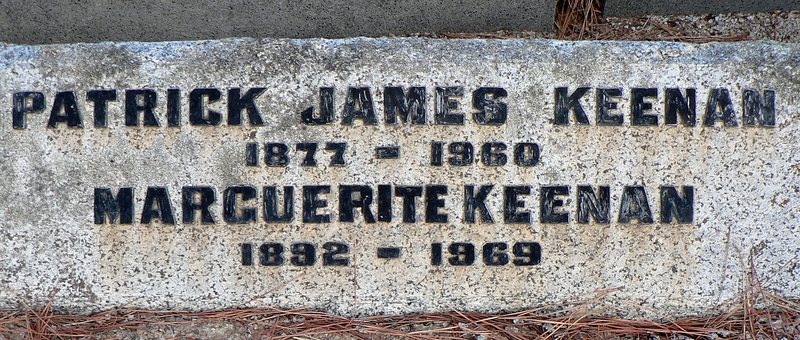 PATRICK JAMES KEENAN
1877 - 1960
MARGUERITE KEENAN
1892 - 1969